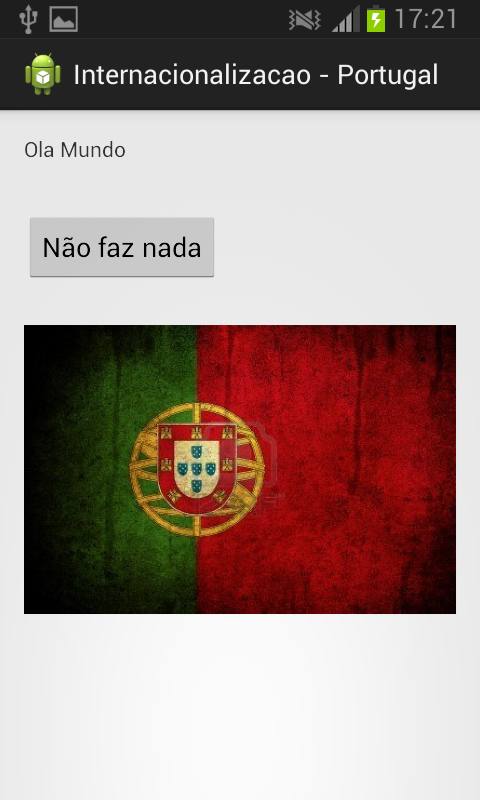 17:21
Internacionalizacao - Portugal
Ola Mundo
Não faz nada